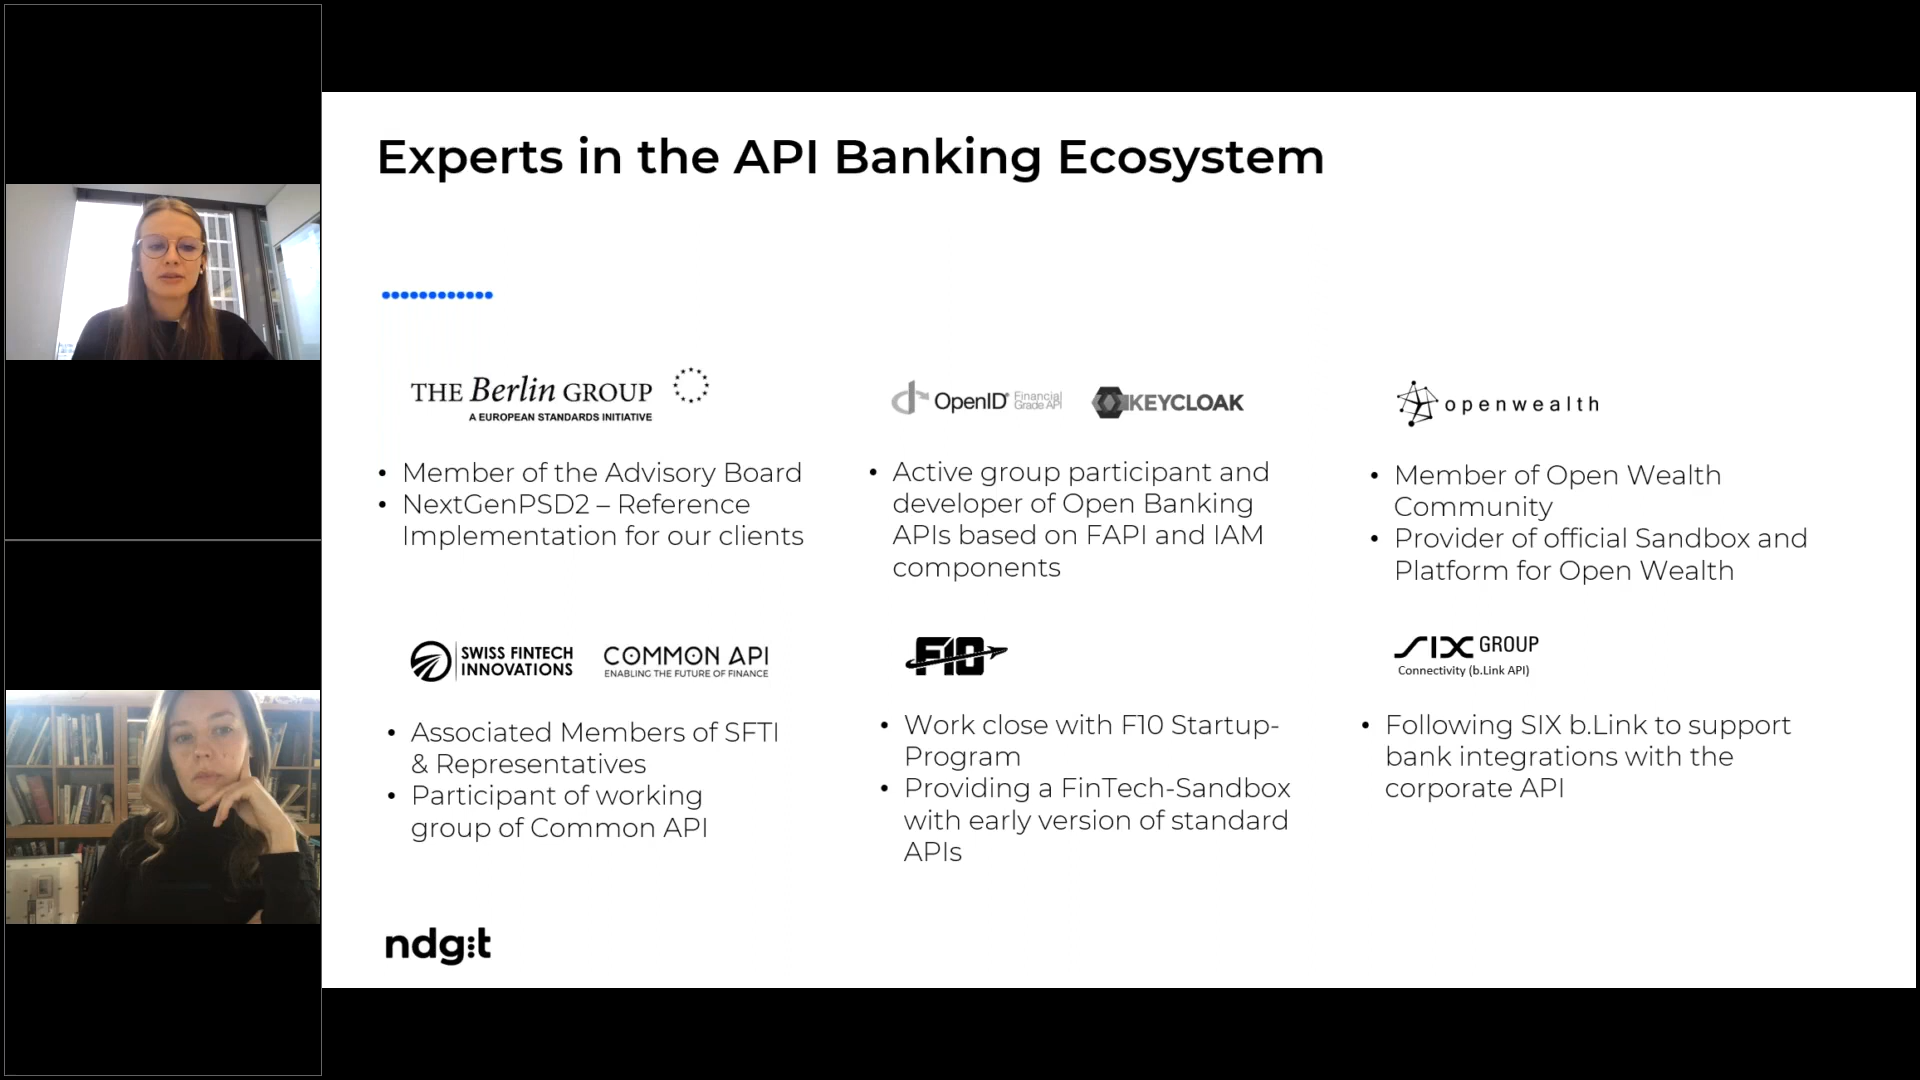 Experts in the API Banking Ecosystem
THE Berlin GROUP
A EUROPEAN STANDARDS INITIATIVE
• Member of the Advisory Board
• NextGenPSD2 – Reference
Implementation for our clients
OpenID® Financial
Grade API
KEYCLOAK
• Active group participant and
developer of Open Banking
APIs based on FAPI and IAM
components
openwealth
• Member of Open Wealth
Community
• Provider of official Sandbox and
Platform for Open Wealth
SWISS FINTECH
INNOVATIONS
COMMON API
ENABLING THE FUTURE OF FINANCE
• Associated Members of SFTI
& Representatives
• Participant of working
group of Common API
F10
• Work close with F10 Startup-
Program
• Providing a FinTech-Sandbox
with early version of standard
APIs
SIX GROUP
Connectivity (b.Link API)
• Following SIX b.Link to support
bank integrations with the
corporate API
ndgit